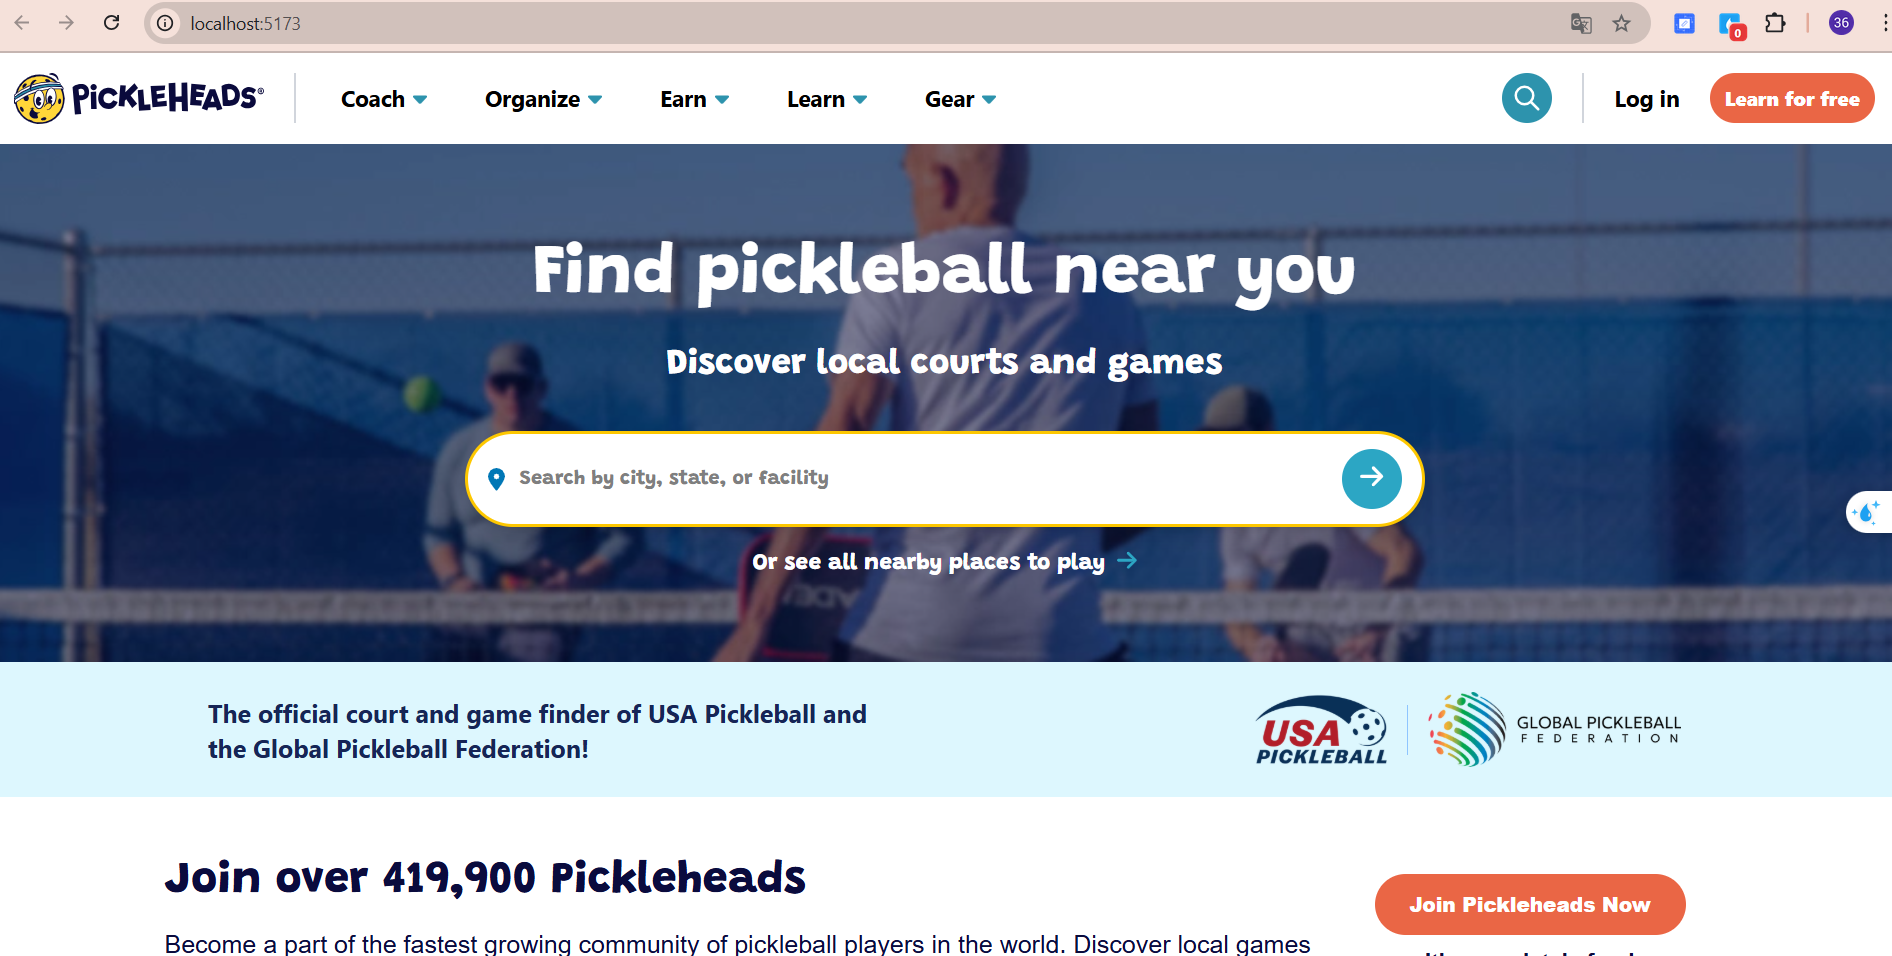 localhost:5173
0
36
PiCKLEHEADS®
Coach
Organize
Earn
Learn
Gear
Log in
Learn for free
Find pickleball near you
Discover local courts and games
Search by city, state, or facility
Or see all nearby places to play
The official court and game finder of USA Pickleball and
the Global Pickleball Federation!
USA
PICKLEBALL
GLOBAL PICKLEBALL
FEDERATION
Join over 419,900 Pickleheads
Join Pickleheads Now
Become a part of the fastest growing community of pickleball players in the world. Discover local games